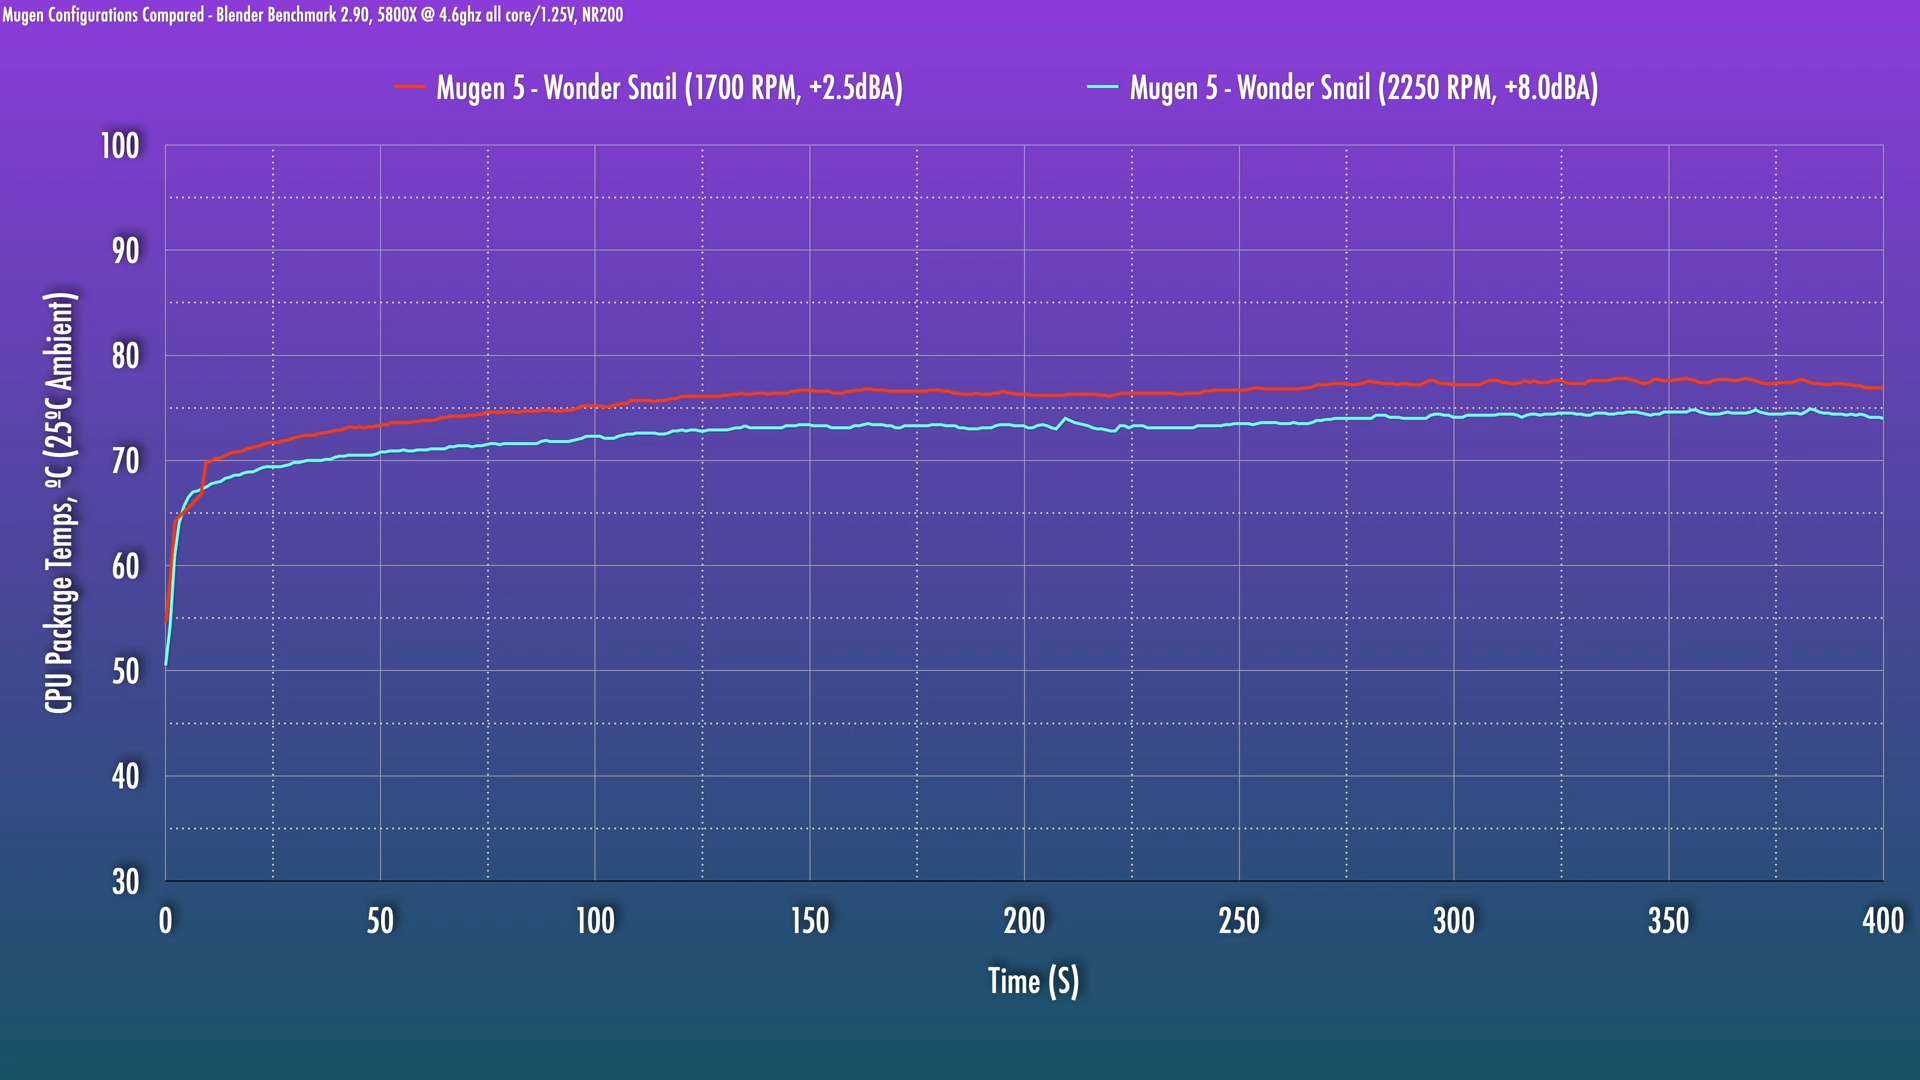 Mugen Configurations Compared - Blender Benchmark 2.90, 5800X @ 4.6ghz all core/1.25V, NR200
Mugen 5 - Wonder Snail (1700 RPM, +2.5dBA)
Mugen 5 - Wonder Snail (2250 RPM, +8.0dBA)
CPU Package Temps, ºC (25ºC Ambient)
100
90
80
70
60
50
40
30
0 50 100 150 200 250 300 350 400
Time (S)